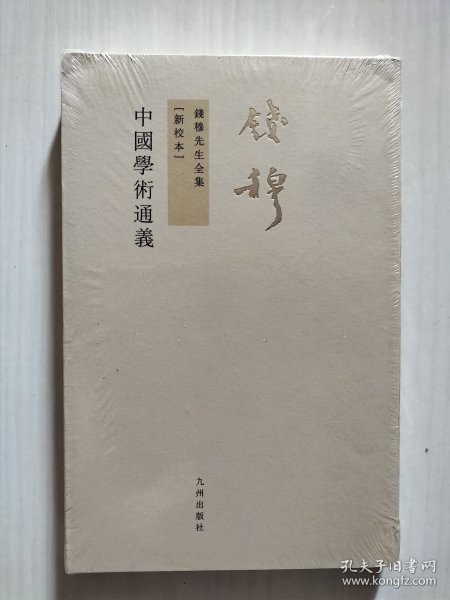 錢穆
錢穆先生全集
[新校本]
中國學術通義
九州出版社
孔夫子旧书网
www.kongfz.com